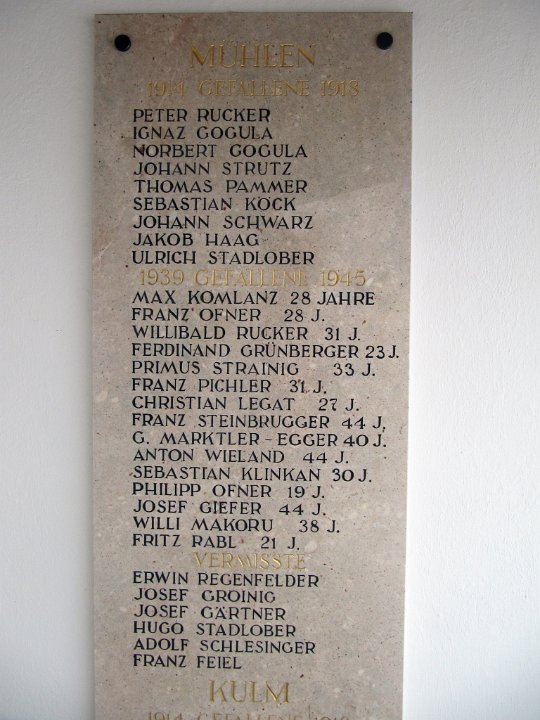 MÜHLEN
1914 GEFALLENE 1918
PETER RUCKER
IGNAZ GOGULA
NORBERT GOGULA
JOHANN STRUTZ
THOMAS PAMMER
SEBASTIAN KÖCK
JOHANN SCHWARZ
JAKOB HAAG
ULRICH STADLOBER
1939 GEFALLENE 1945
MAX KOMLANZ 28 JAHRE
FRANZ OFNER 28 J.
WILLIBALD RUCKER 31 J.
FERDINAND GRÜNBERGER 23 J.
PRIMUS STRAINIG 33 J.
FRANZ PICHLER 31 J.
CHRISTIAN LEGAT 27 J.
FRANZ STEINBRUGGER 44 J.
G. MARKTLER-EGGER 40 J.
ANTON WIELAND 44 J.
SEBASTIAN KLINKAN 30 J.
PHILIPP OFNER 19 J.
JOSEF GIEFER 44 J.
WILLI MAKORU 38 J.
FRITZ RABL 21 J.
VERMISSTE
ERWIN REGENFELDER
JOSEF GROINIG
JOSEF GÄRTNER
HUGO STADLOBER
ADOLF SCHLESINGER
FRANZ FEIEL
KULM
1914 GEFALLENE